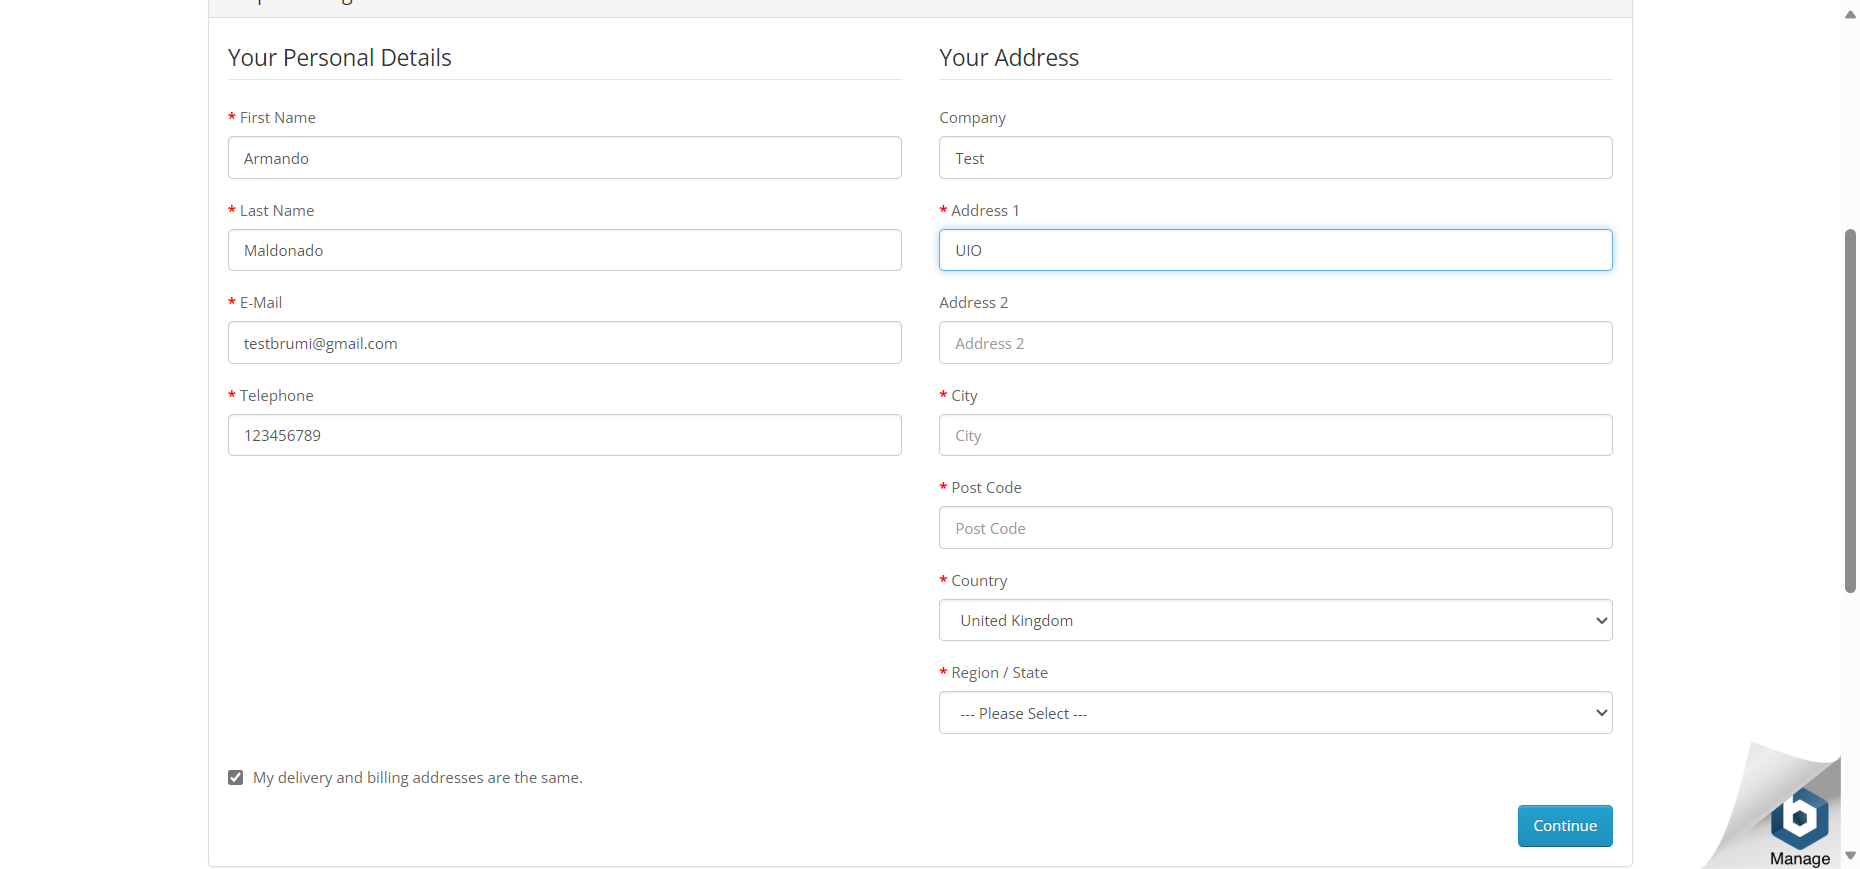 Your Personal Details
* First Name
Armando
* Last Name
Maldonado
* E-Mail
testbrumi@gmail.com
* Telephone
123456789
Your Address
Company
Test
* Address 1
UIO
Address 2
Address 2
* City
City
* Post Code
Post Code
* Country
United Kingdom
* Region / State
--- Please Select ---
My delivery and billing addresses are the same.
Continue
b
Manage